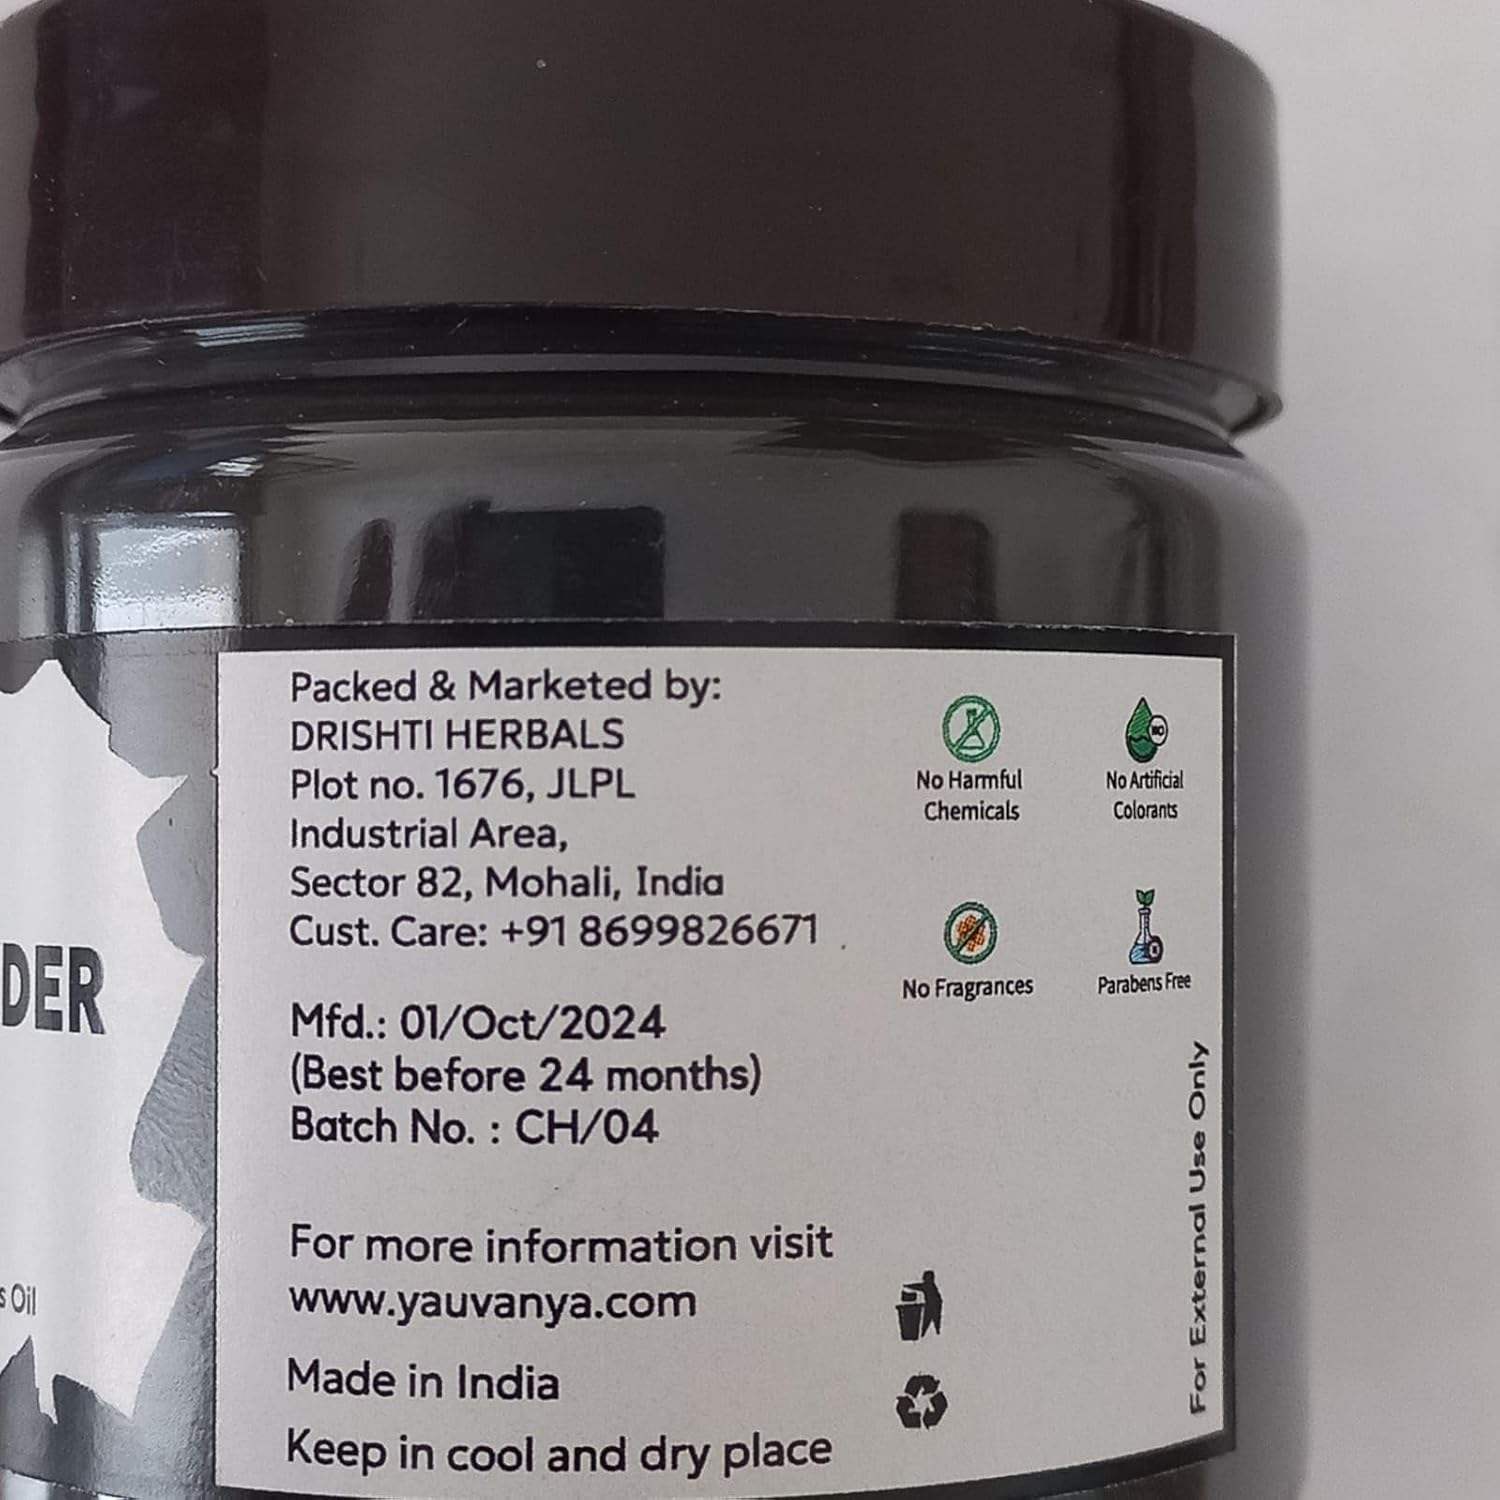 DER
s Oil
Packed & Marketed by:
DRISHTI HERBALS
Plot no. 1676, JLPL
Industrial Area,
Sector 82, Mohali, India
Cust. Care: +91 8699826671
Mfd.: 01/Oct/2024
(Best before 24 months)
Batch No. : CH/04
For more information visit
www.yauvanya.com
Made in India
Keep in cool and dry place
No Harmful
Chemicals
NO
No Artificial
Colorants
No Fragrances
Parabens Free
For External Use Only